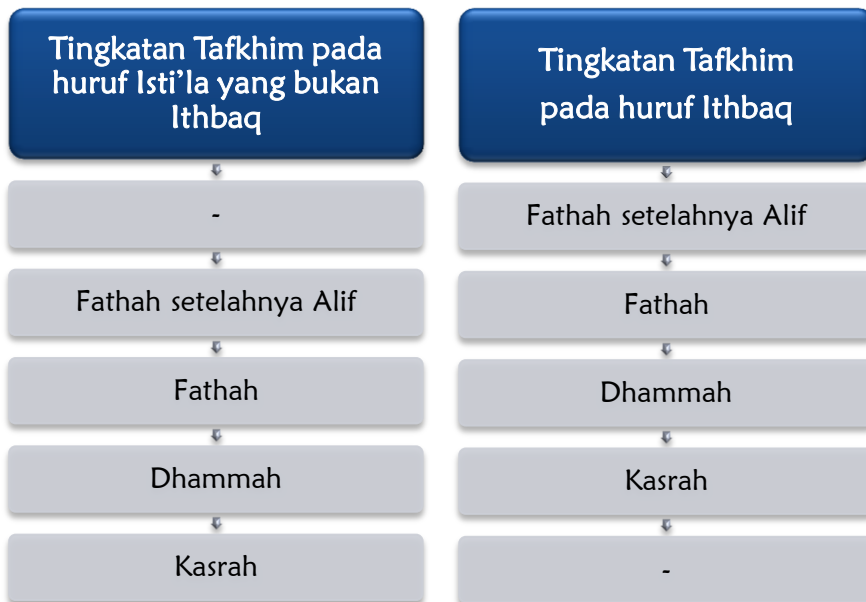 Tingkatan Tafkhim pada
huruf Isti’la yang bukan
Ithbaq
-
Fathah setelahnya Alif
Fathah
Dhammah
Kasrah
Tingkatan Tafkhim
pada huruf Ithbaq
Fathah setelahnya Alif
Fathah
Dhammah
Kasrah
-